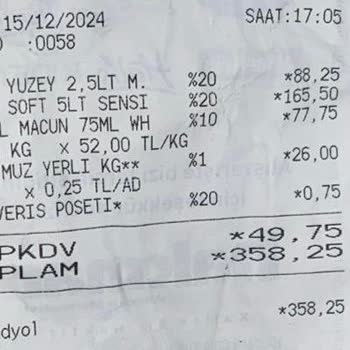 15/12/2024 SAAT:17:05
:0058
YUZEY 2,5LT M. %20 *88,25
SOFT 5LT SENSI %20 *165,50
L MACUN 75ML WH %10 *77,75
KG x 52,00 TL/KG
MUZ YERLI KG** %1 *26,00
x 0,25 TL/AD
VERIS POSETI* %20 *0,75
PKDV *49,75
PLAM *358,25
*358,25
dyol